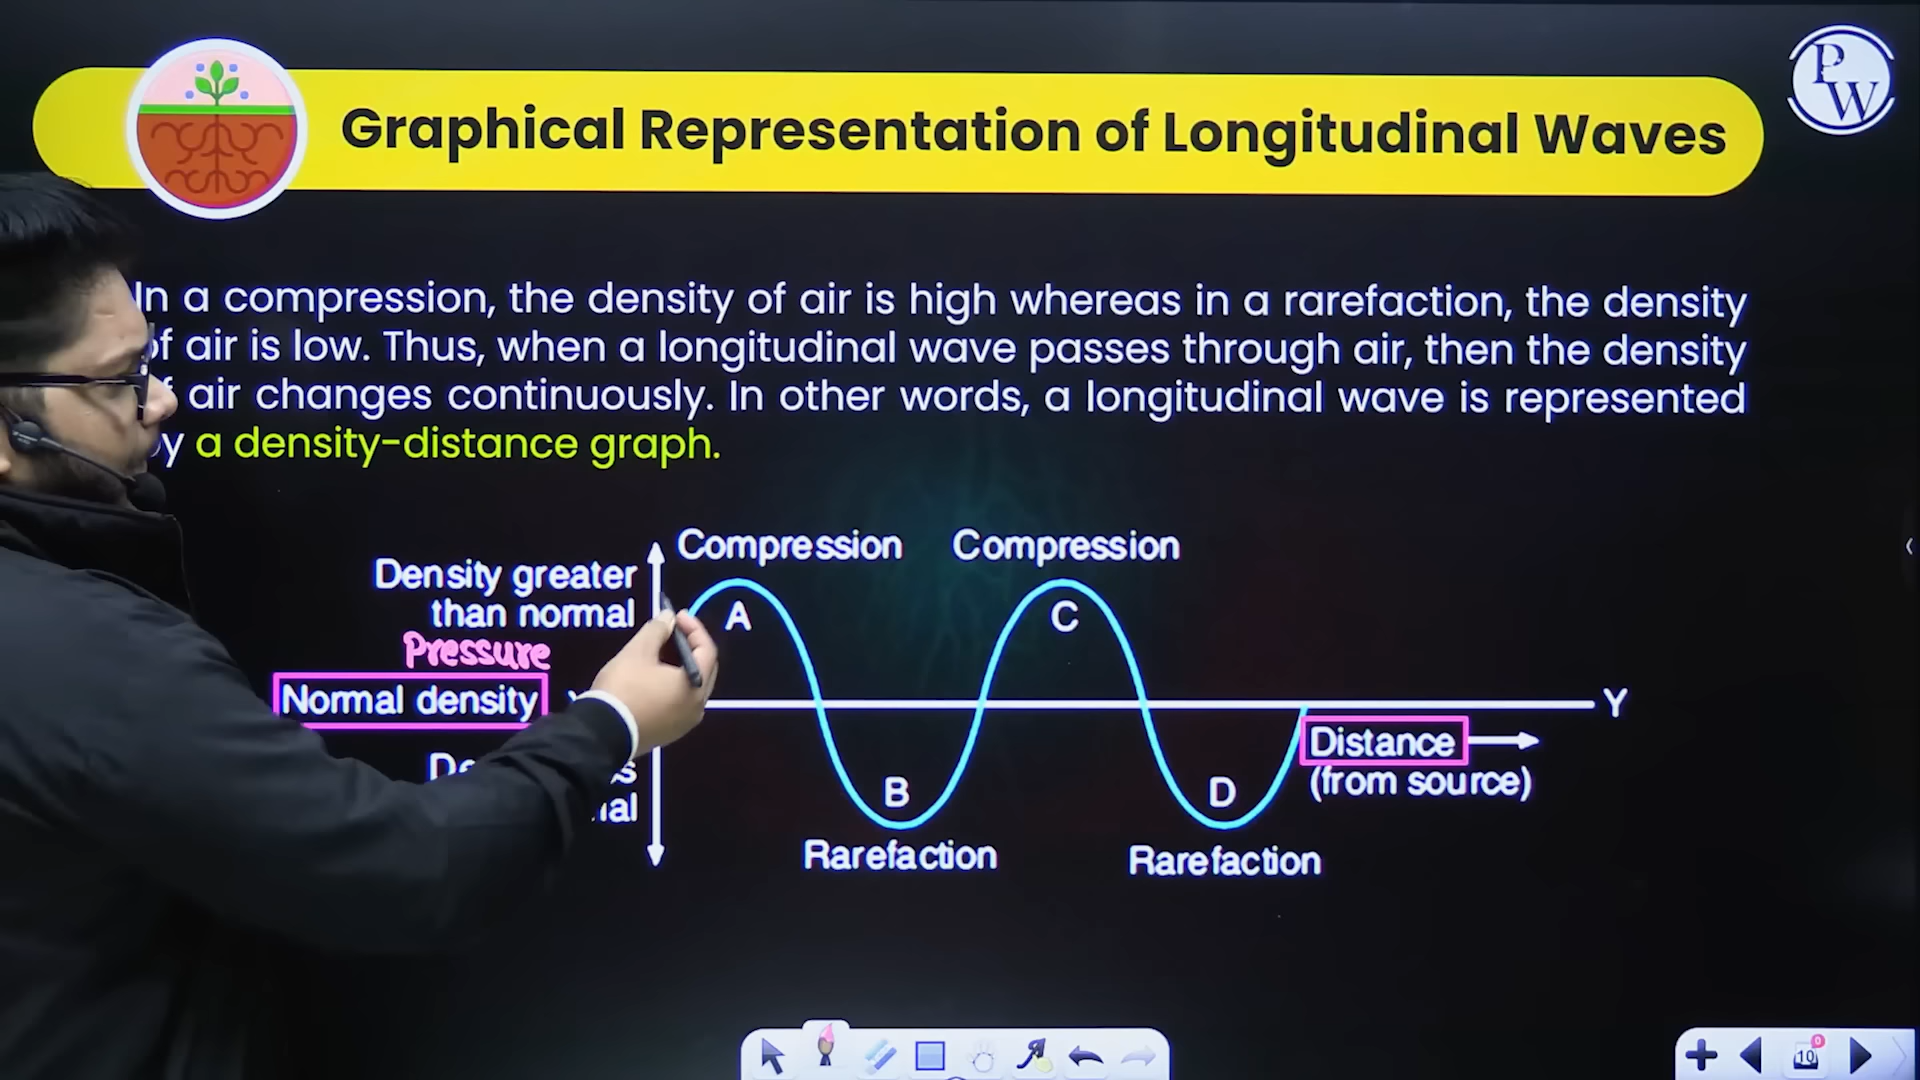 Graphical Representation of Longitudinal Waves
PW
In a compression, the density of air is high whereas in a rarefaction, the density
of air is low. Thus, when a longitudinal wave passes through air, then the density
air changes continuously. In other words, a longitudinal wave is represented
a density-distance graph.
Compression Compression
Density greater
than normal
A C
Pressure
Normal density
Y
Distance
(from source)
B D
Rarefaction Rarefaction
10
0